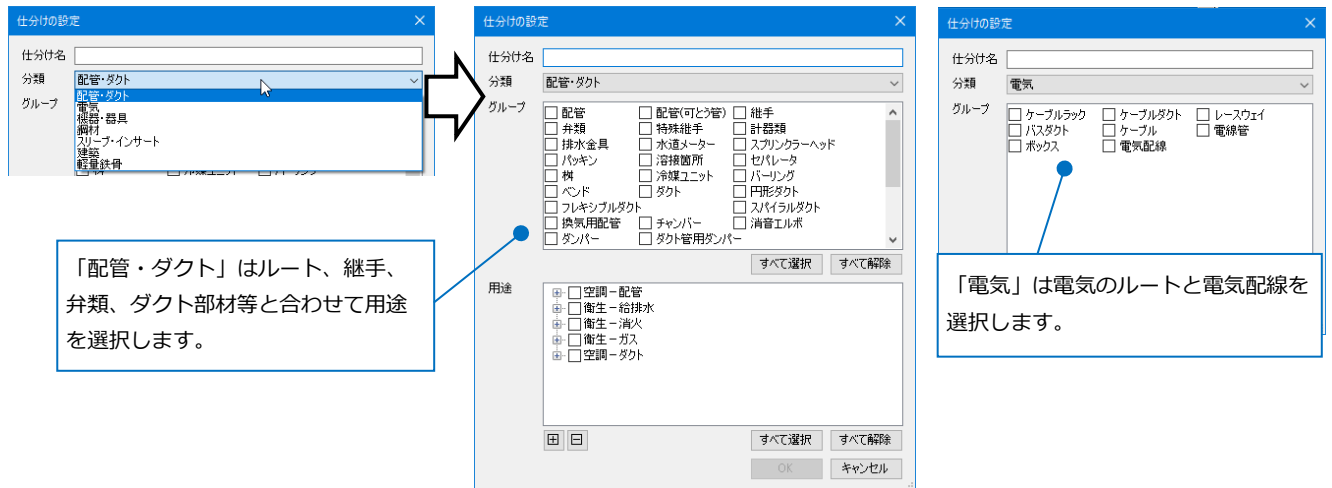 仕分けの設定
仕分け名
分類 配管・ダクト
グループ
配管・ダクト
電気
機器・器具
鋼材
スリーブ・インサート
建築
軽量鉄骨
桝 冷媒ユニット バーリング
「配管・ダクト」はルート、継手、
弁類、ダクト部材等と合わせて用途
を選択します。
仕分けの設定
仕分け名
分類 配管・ダクト
グループ
配管 配管(可とう管) 継手
弁類 特殊継手 計器類
排水金具 水道メーター スプリンクラーヘッド
パッキン 溶接箇所 セパレータ
桝 冷媒ユニット バーリング
ベンド ダクト 円形ダクト
フレキシブルダクト スパイラルダクト
換気用配管 チャンバー 消音エルボ
ダンパー ダクト管用ダンパー
すべて選択 すべて解除
用途
空調－配管
衛生－給排水
衛生－消火
衛生－ガス
空調－ダクト
すべて選択 すべて解除
OK キャンセル
仕分けの設定
仕分け名
分類 電気
グループ
ケーブルラック ケーブルダクト レースウェイ
バスダクト ケーブル 電線管
ボックス 電気配線
「電気」は電気のルートと電気配線を
選択します。